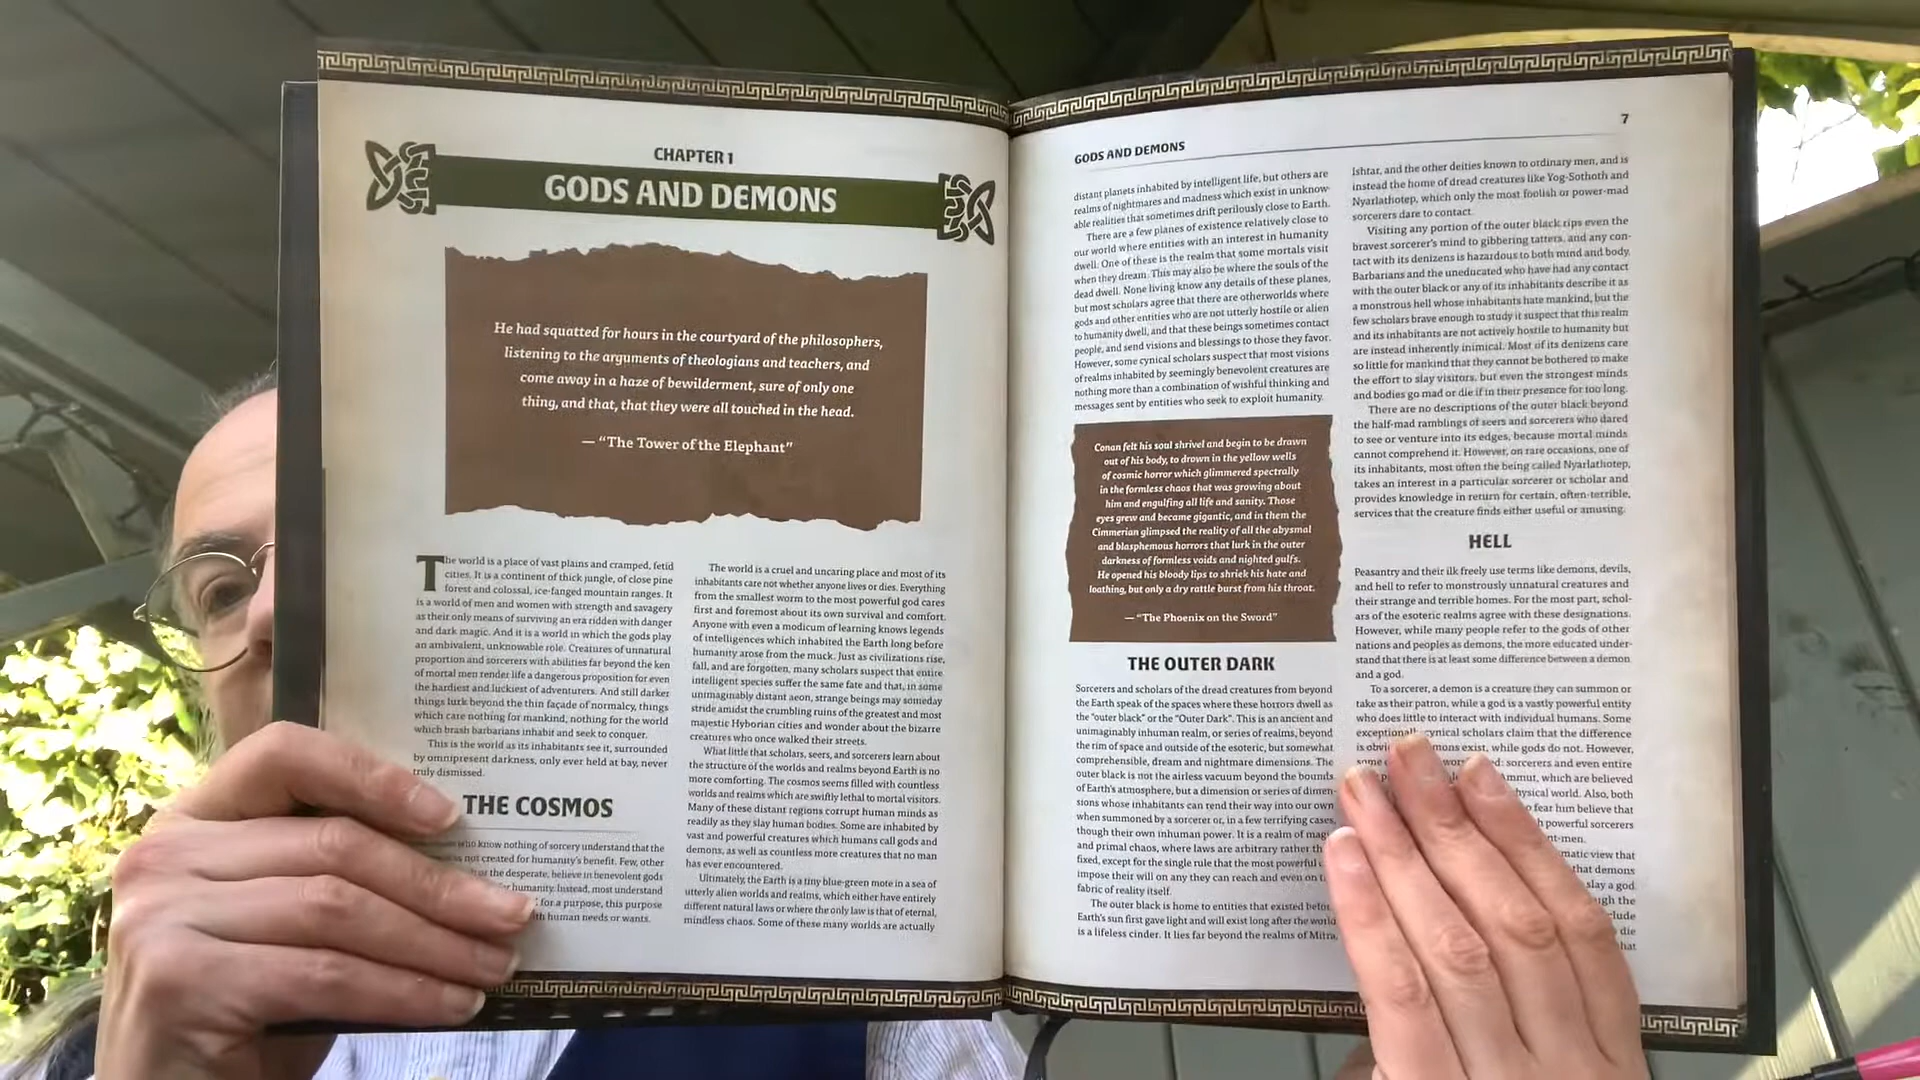 CHAPTER 1
GODS AND DEMONS
He had squatted for hours in the courtyard of the philosophers,
listening to the arguments of theologians and teachers, and
come away in a haze of bewilderment, sure of only one
thing, and that, that they were all touched in the head.
— “The Tower of the Elephant”
The world is a place of vast plains and cramped, fetid
cities. It is a continent of thick jungle, of close pine
forest and colossal, ice-fanged mountain ranges. It
is a world of men and women with strength and savagery
as their only means of surviving an era ridden with danger
and dark magic. And it is a world in which the gods play
an ambivalent, unknowable role. Creatures of unnatural
proportion and sorcerers with abilities far beyond the ken
of mortal men render life a dangerous proposition for even
the hardiest and luckiest of adventurers. And still darker
things lurk beyond the thin façade of normalcy, things
which care nothing for mankind, nothing for the world
which brash barbarians inhabit and seek to conquer.
This is the world as its inhabitants see it, surrounded
by omnipresent darkness, only ever held at bay, never
truly dismissed.
THE COSMOS
who know nothing of sorcery understand that the
is not created for humanity's benefit. Few, other
or the desperate, believe in benevolent gods
humanity. Instead, most understand
for a purpose, this purpose
with human needs or wants.
The world is a cruel and uncaring place and most of its
inhabitants care not whether anyone lives or dies. Everything
from the smallest worm to the most powerful god cares
first and foremost about its own survival and comfort.
Anyone with even a modicum of learning knows legends
of intelligences which inhabited the Earth long before
humanity arose from the muck. Just as civilizations rise,
fall, and are forgotten, many scholars suspect that entire
intelligent species suffer the same fate and that, in some
unimaginably distant aeon, strange beings may someday
stride amidst the crumbling ruins of the greatest and most
majestic Hyborian cities and wonder about the bizarre
creatures who once walked their streets.
What little that scholars, seers, and sorcerers learn about
the structure of the worlds and realms beyond Earth is no
more comforting. The cosmos seems filled with countless
worlds and realms which are swiftly lethal to mortal visitors.
Many of these distant regions corrupt human minds as
readily as they slay human bodies. Some are inhabited by
vast and powerful creatures which humans call gods and
demons, as well as countless more creatures that no man
has ever encountered.
Ultimately, the Earth is a tiny blue-green mote in a sea of
utterly alien worlds and realms, which either have entirely
different natural laws or where the only law is that of eternal,
mindless chaos. Some of these many worlds are actually
7
GODS AND DEMONS
distant planets inhabited by intelligent life, but others are
realms of nightmares and madness which exist in unknow-
able realities that sometimes drift perilously close to Earth.
There are a few planes of existence relatively close to
our world where entities with an interest in humanity
dwell. One of these is the realm that some mortals visit
when they dream. This may also be where the souls of the
dead dwell. None living know any details of these planes,
but most scholars agree that there are otherworlds where
gods and other entities who are not utterly hostile or alien
to humanity dwell, and that these beings sometimes contact
people, and send visions and blessings to those they favor.
However, some cynical scholars suspect that most visions
of realms inhabited by seemingly benevolent creatures are
nothing more than a combination of wishful thinking and
messages sent by entities who seek to exploit humanity.
Conan felt his soul shrivel and begin to be drawn
out of his body, to drown in the yellow wells
of cosmic horror which glimmered spectrally
in the formless chaos that was growing about
him and engulfing all life and sanity. Those
eyes grew and became gigantic, and in them the
Cimmerian glimpsed the reality of all the abysmal
and blasphemous horrors that lurk in the outer
darkness of formless voids and nighted gulfs.
He opened his bloody lips to shriek his hate and
loathing, but only a dry rattle burst from his throat.
— “The Phoenix on the Sword”
THE OUTER DARK
Sorcerers and scholars of the dread creatures from beyond
the Earth speak of the spaces where these horrors dwell as
the “outer black” or the “Outer Dark”. This is an ancient and
unimaginably inhuman realm, or series of realms, beyond
the rim of space and outside of the esoteric, but somewhat
comprehensible, dream and nightmare dimensions. The
outer black is not the airless vacuum beyond the bounds
of Earth's atmosphere, but a dimension or series of dimen-
sions whose inhabitants can rend their way into our own
when summoned by a sorcerer or, in a few terrifying cases,
though their own inhuman power. It is a realm of
and primal chaos, where laws are arbitrary rather
fixed, except for the single rule that the most powerful
impose their will on any they can reach and even on
fabric of reality itself.
The outer black is home to entities that existed before
Earth's sun first gave light and will exist long after the world
is a lifeless cinder. It lies far beyond the realms of Mitra,
Ishtar, and the other deities known to ordinary men, and is
instead the home of dread creatures like Yog-Sothoth and
Nyarlathotep, which only the most foolish or power-mad
sorcerers dare to contact.
Visiting any portion of the outer black rips even the
bravest sorcerer's mind to gibbering tatters, and any con-
tact with its denizens is hazardous to both mind and body.
Barbarians and the uneducated who have had any contact
with the outer black or any of its inhabitants describe it as
a monstrous hell whose inhabitants hate mankind, but the
few scholars brave enough to study it suspect that this realm
and its inhabitants are not actively hostile to humanity but
are instead inherently inimical. Most of its denizens care
so little for mankind that they cannot be bothered to make
the effort to slay visitors, but even the strongest minds
and bodies go mad or die if in their presence for too long.
There are no descriptions of the outer black beyond
the half-mad ramblings of seers and sorcerers who dared
to see or venture into its edges, because mortal minds
cannot comprehend it. However, on rare occasions, one of
its inhabitants, most often the being called Nyarlathotep,
takes an interest in a particular sorcerer or scholar and
provides knowledge in return for certain, often-terrible,
services that the creature finds either useful or amusing.
HELL
Peasantry and their ilk freely use terms like demons, devils,
and hell to refer to monstrously unnatural creatures and
their strange and terrible homes. For the most part, schol-
ars of the esoteric realms agree with these designations.
However, while many people refer to the gods of other
nations and peoples as demons, the more educated under-
stand that there is at least some difference between a demon
and a god.
To a sorcerer, a demon is a creature they can summon or
take as their patron, while a god is a vastly powerful entity
who does little to interact with individual humans. Some
exceptionally cynical scholars claim that the difference
is exist, while gods do not. However,
some sorcerers and even entire
Ammut, which are believed
world. Also, both
fear him believe that
powerful sorcerers
matic view that
that demons
slay a god
the
die